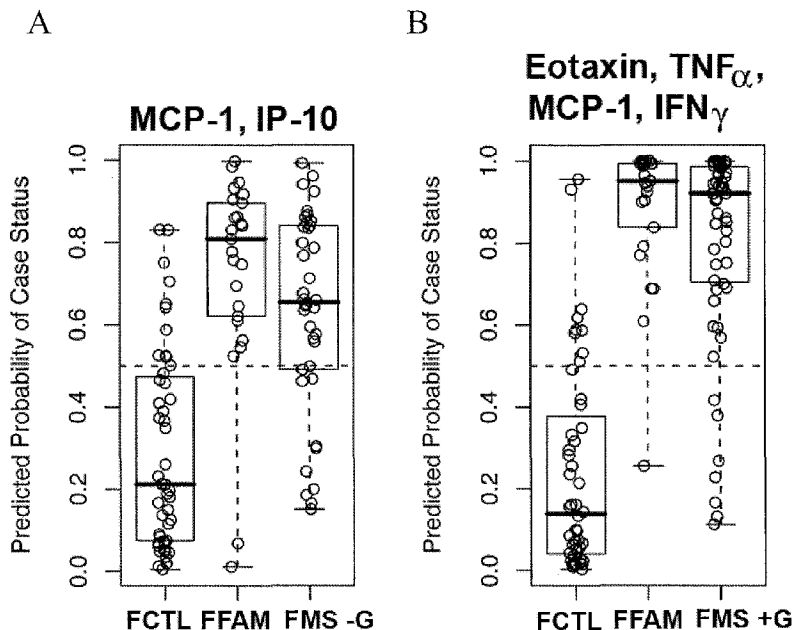 A
MCP-1, IP-10
Predicted Probability of Case Status
1.0
0.8
0.6
0.4
0.2
0.0
FCTL FFAM FMS -G
B
Eotaxin, TNFα,
MCP-1, IFNγ
Predicted Probability of Case Status
1.0
0.8
0.6
0.4
0.2
0.0
FCTL FFAM FMS +G